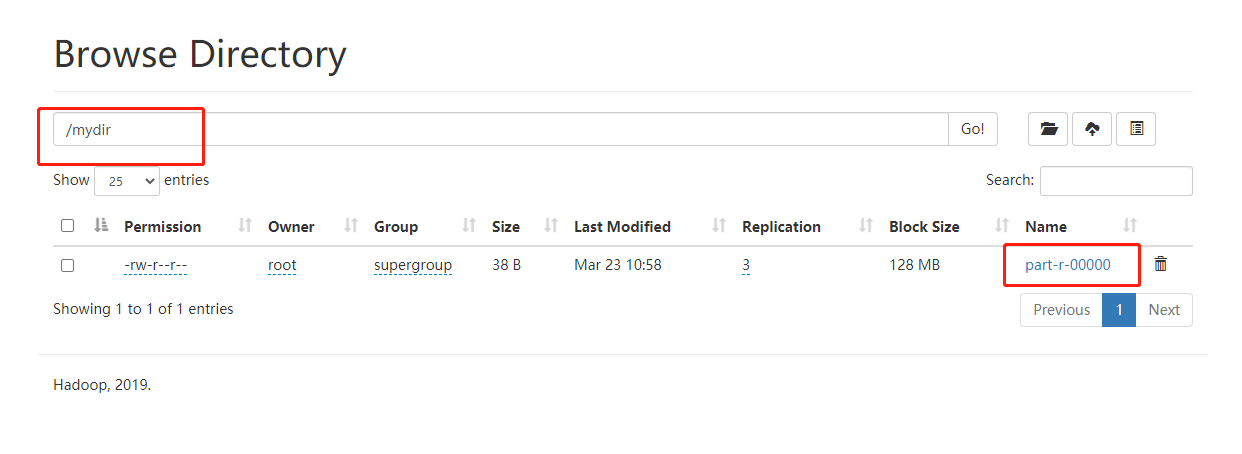 Browse Directory
/mydir Go!
Show 25 entries Search:
Permission Owner Group Size Last Modified Replication Block Size Name
-rw-r--r-- root supergroup 38 B Mar 23 10:58 3 128 MB part-r-00000
Showing 1 to 1 of 1 entries Previous 1 Next
Hadoop, 2019.